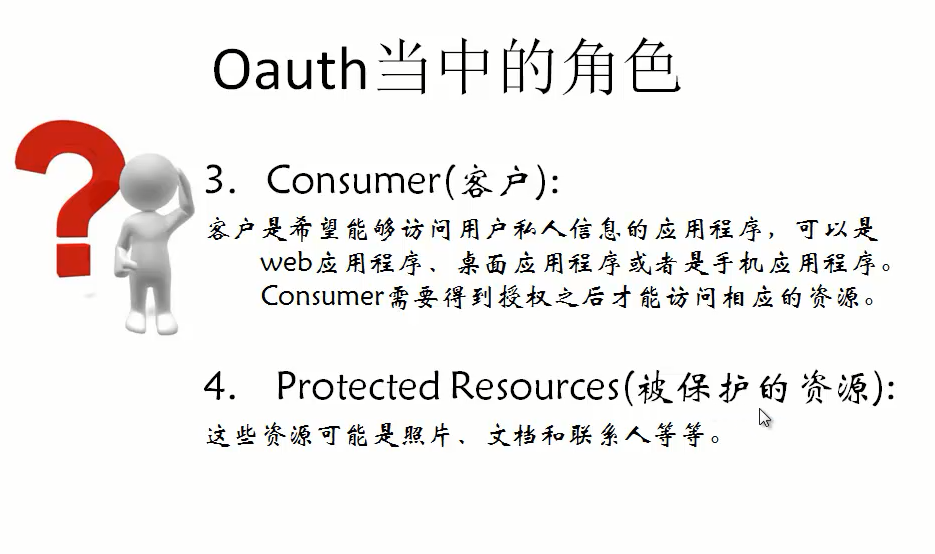 Oauth当中的角色
3. Consumer(客户):
客户是希望能够访问用户私人信息的应用程序，可以是
web应用程序、桌面应用程序或者是手机应用程序。
Consumer需要得到授权之后才能访问相应的资源。
4. Protected Resources(被保护的资源):
这些资源可能是照片、文档和联系人等等。